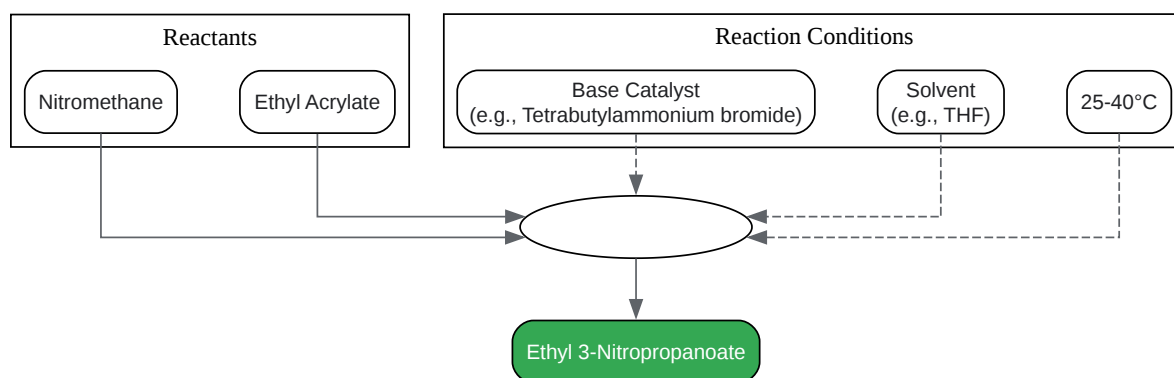 Reactants
Reaction Conditions
Nitromethane
Ethyl Acrylate
Base Catalyst
(e.g., Tetrabutylammonium bromide)
Solvent
(e.g., THF)
25-40°C
Ethyl 3-Nitropropanoate